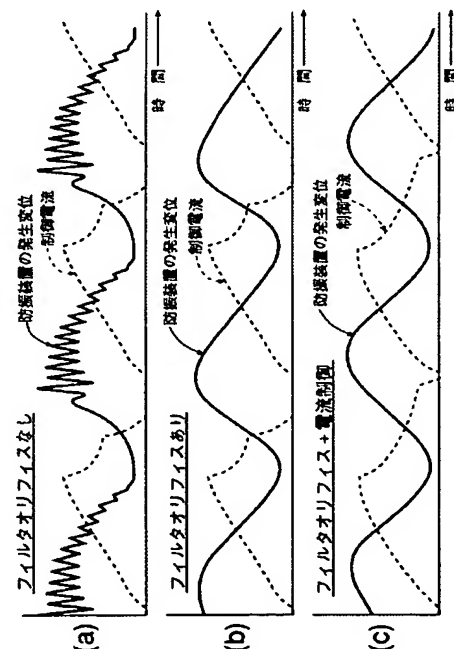 (a)
フィルタオリフィスなし
防振装置の発生変位
制御電流
時 間
(b)
フィルタオリフィスあり
防振装置の発生変位
制御電流
時 間
(c)
フィルタオリフィス+電流制御
防振装置の発生変位
制御電流
時 間